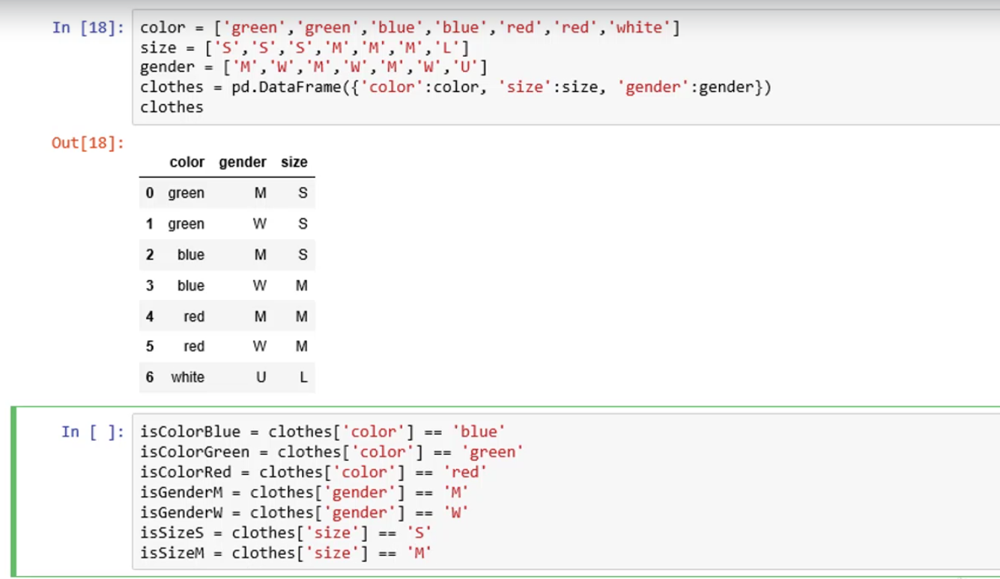 In [18]: color = ['green','green','blue','blue','red','red','white']
size = ['S','S','S','M','M','M','L']
gender = ['M','W','M','W','M','W','U']
clothes = pd.DataFrame({'color':color, 'size':size, 'gender':gender})
clothes
Out[18]:
color gender size
0 green M S
1 green W S
2 blue M S
3 blue W M
4 red M M
5 red W M
6 white U L
In [ ]: isColorBlue = clothes['color'] == 'blue'
isColorGreen = clothes['color'] == 'green'
isColorRed = clothes['color'] == 'red'
isGenderM = clothes['gender'] == 'M'
isGenderW = clothes['gender'] == 'W'
isSizeS = clothes['size'] == 'S'
isSizeM = clothes['size'] == 'M'